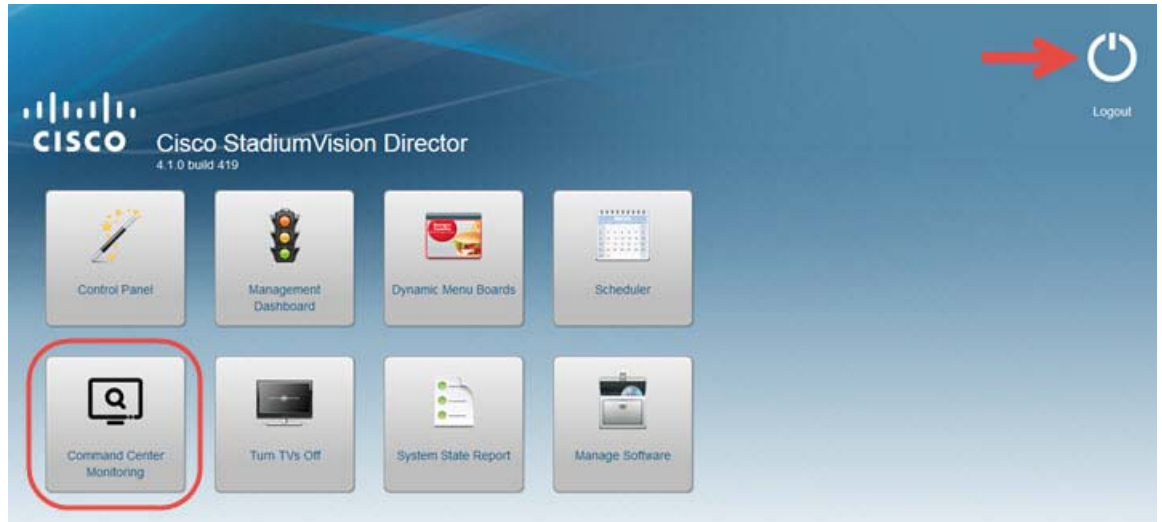 Logout
CISCO
Cisco StadiumVision Director
4.1.0 build 419
Control Panel
Management
Dashboard
Dynamic Menu Boards
Scheduler
Command Center
Monitoring
Turn TVs Off
System State Report
Manage Software